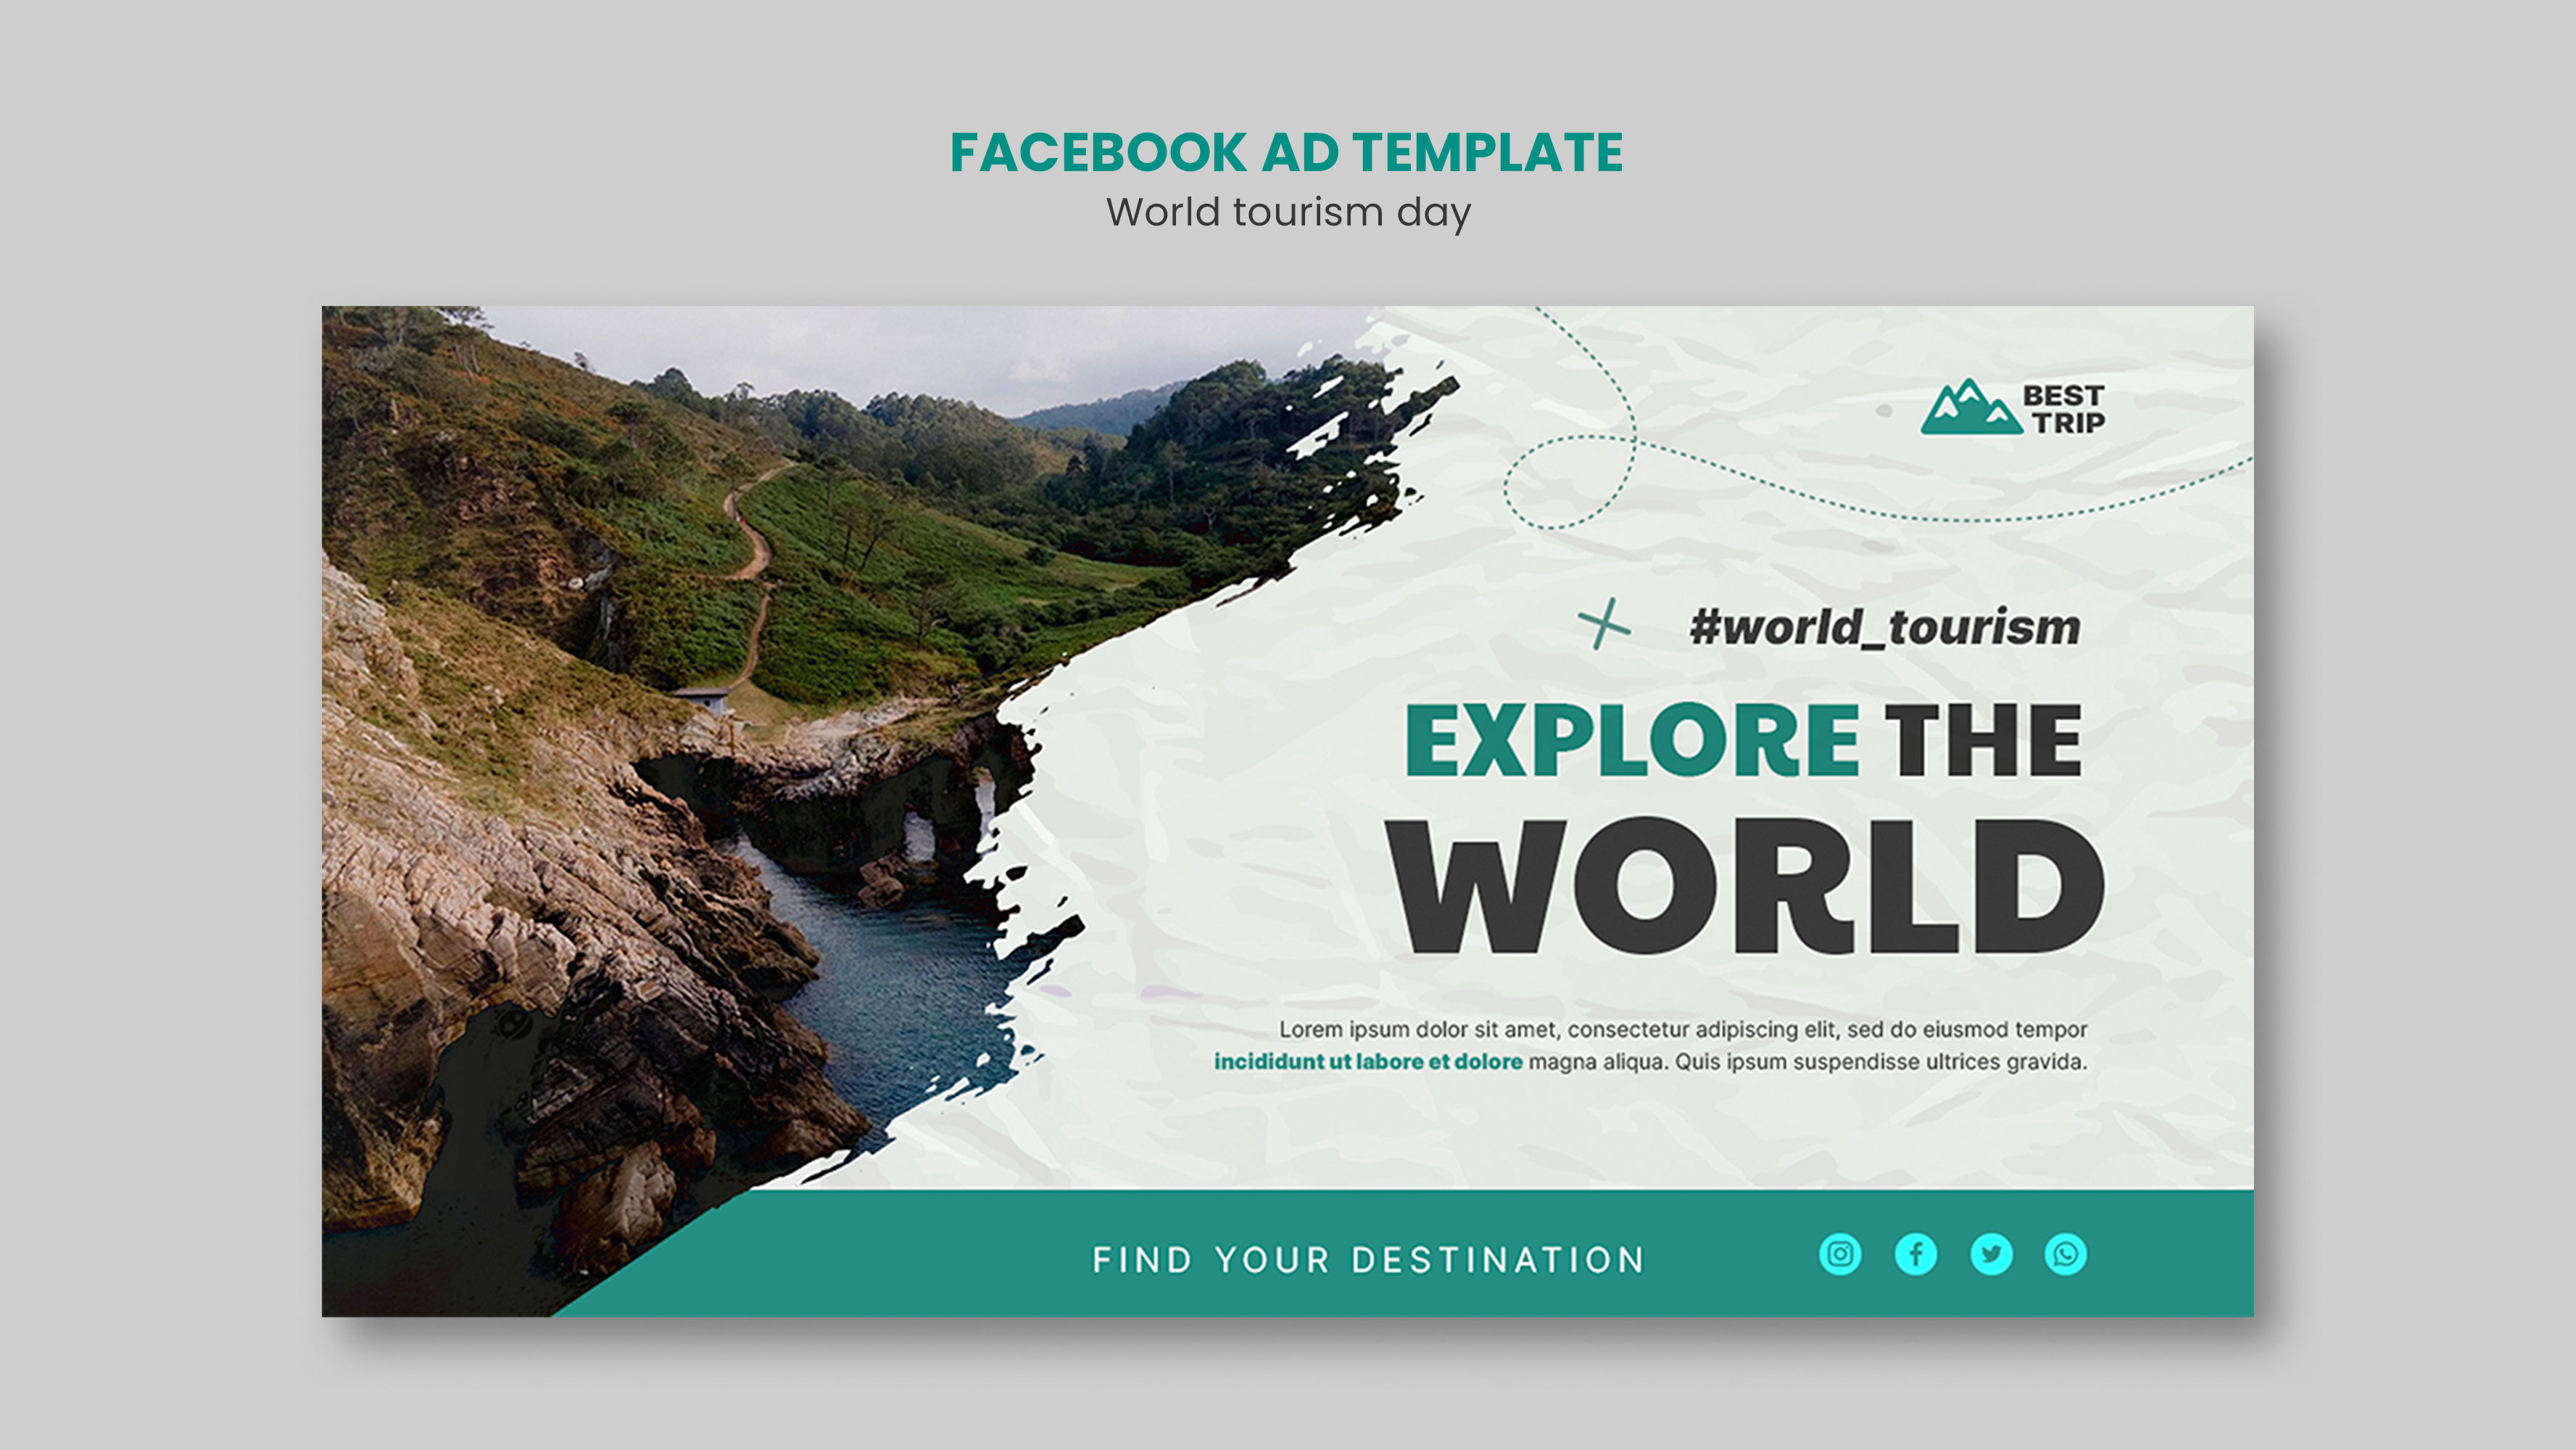 FACEBOOK AD TEMPLATE
World tourism day
BEST
TRIP
#world_tourism
EXPLORE THE
WORLD
Lorem ipsum dolor sit amet, consectetur adipiscing elit, sed do eiusmod tempor
incididunt ut labore et dolore magna aliqua. Quis ipsum suspendisse ultrices gravida.
FIND YOUR DESTINATION